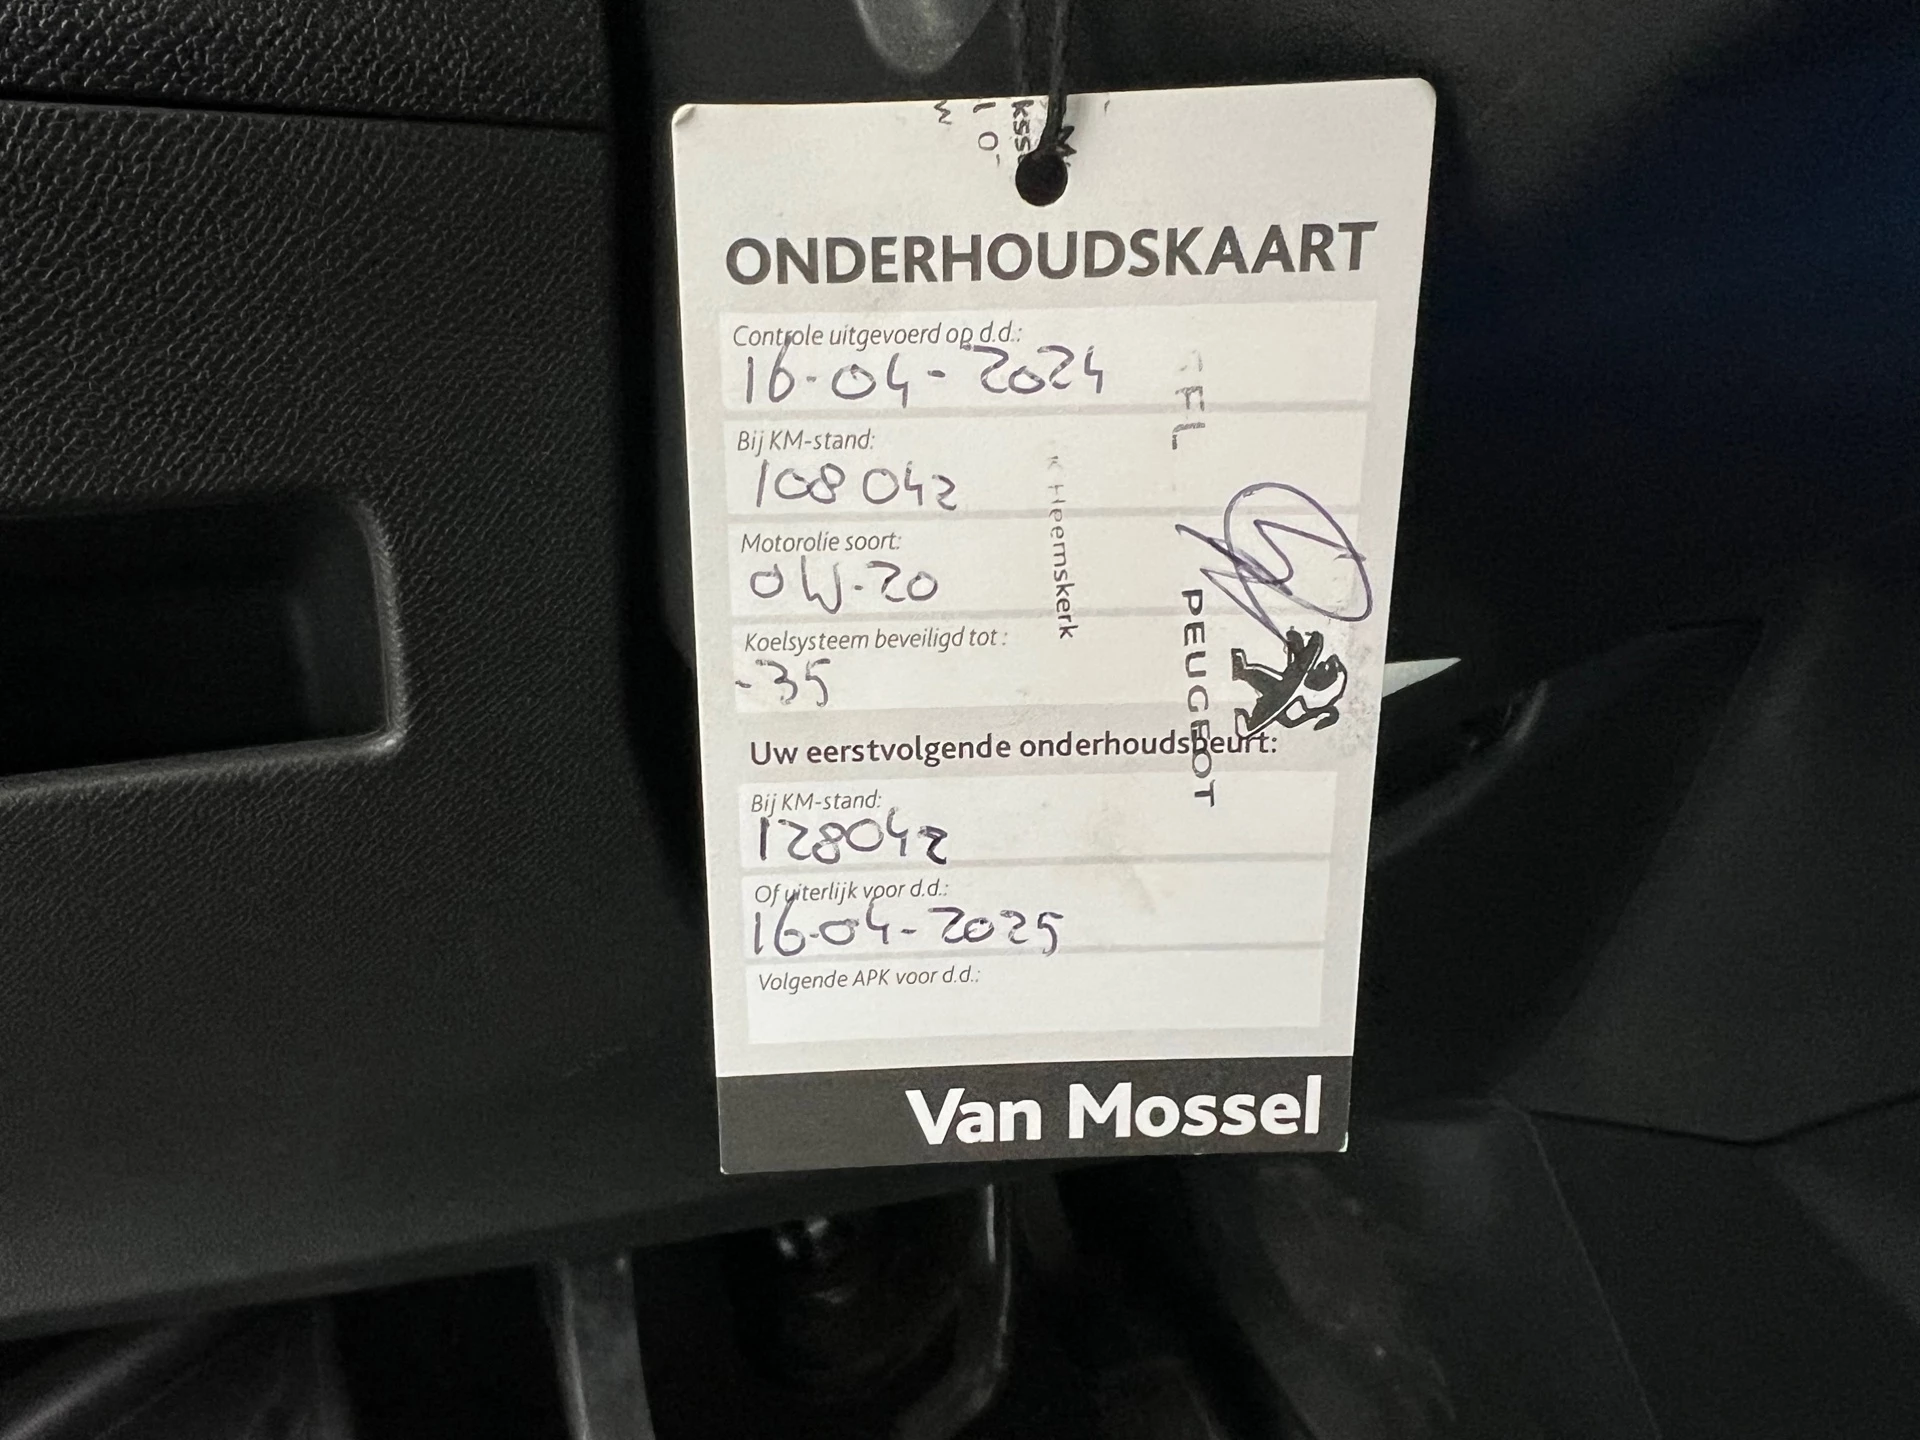 ONDERHOUDSKAART
Controle uitgevoerd op d.d.:
16-04-2024
Bij KM-stand:
108042
Motorolie soort:
0W-20
Koelsysteem beveiligd tot :
-35
Heemskerk
PEUGEOT
Uw eerstvolgende onderhoudsbeurt:
Bij KM-stand:
128042
Of uiterlijk voor d.d.:
16-04-2025
Volgende APK voor d.d.:
Van Mossel